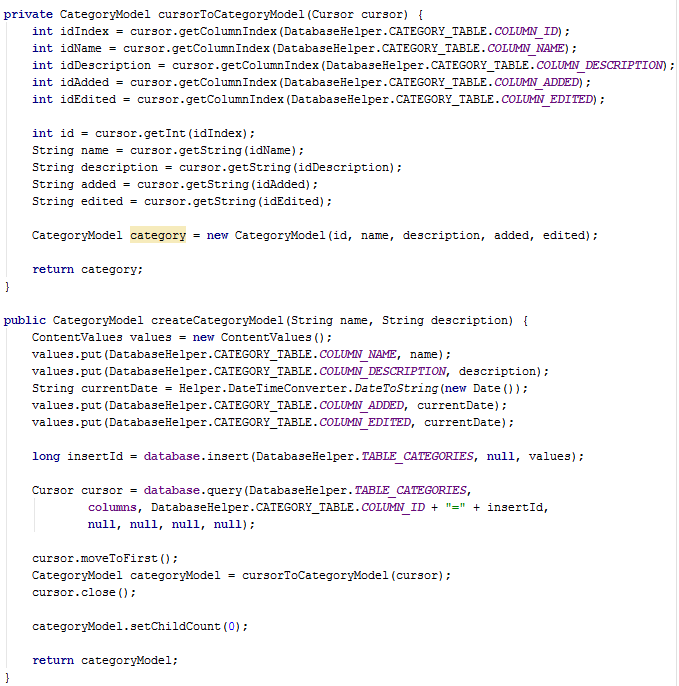 private CategoryModel cursorToCategoryModel(Cursor cursor) {
    int idIndex = cursor.getColumnIndex(DatabaseHelper.CATEGORY_TABLE.COLUMN_ID);
    int idName = cursor.getColumnIndex(DatabaseHelper.CATEGORY_TABLE.COLUMN_NAME);
    int idDescription = cursor.getColumnIndex(DatabaseHelper.CATEGORY_TABLE.COLUMN_DESCRIPTION);
    int idAdded = cursor.getColumnIndex(DatabaseHelper.CATEGORY_TABLE.COLUMN_ADDED);
    int idEdited = cursor.getColumnIndex(DatabaseHelper.CATEGORY_TABLE.COLUMN_EDITED);

    int id = cursor.getInt(idIndex);
    String name = cursor.getString(idName);
    String description = cursor.getString(idDescription);
    String added = cursor.getString(idAdded);
    String edited = cursor.getString(idEdited);

    CategoryModel category = new CategoryModel(id, name, description, added, edited);

    return category;
}

public CategoryModel createCategoryModel(String name, String description) {
    ContentValues values = new ContentValues();
    values.put(DatabaseHelper.CATEGORY_TABLE.COLUMN_NAME, name);
    values.put(DatabaseHelper.CATEGORY_TABLE.COLUMN_DESCRIPTION, description);
    String currentDate = Helper.DateTimeConverter.DateToString(new Date());
    values.put(DatabaseHelper.CATEGORY_TABLE.COLUMN_ADDED, currentDate);
    values.put(DatabaseHelper.CATEGORY_TABLE.COLUMN_EDITED, currentDate);

    long insertId = database.insert(DatabaseHelper.TABLE_CATEGORIES, null, values);

    Cursor cursor = database.query(DatabaseHelper.TABLE_CATEGORIES,
            columns, DatabaseHelper.CATEGORY_TABLE.COLUMN_ID + "=" + insertId,
            null, null, null, null);

    cursor.moveToFirst();
    CategoryModel categoryModel = cursorToCategoryModel(cursor);
    cursor.close();

    categoryModel.setChildCount(0);

    return categoryModel;
}